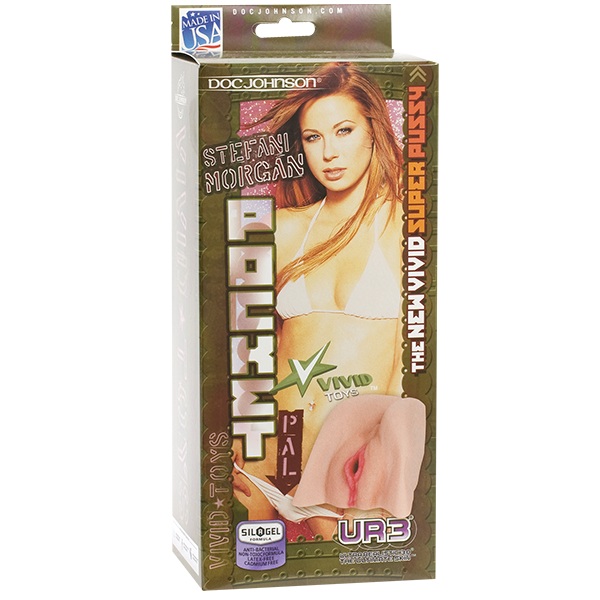 DOCJOHNSON.COM
MADE IN
USA
DOC JOHNSON®
STEFANI
MORGAN
POCKET
PAL
THE NEW VIVID SUPER PUSSY
VIVID
TOYS
VIVID★TOYS
SIL A GEL
FORMULA
ANTI-BACTERIAL
NON-TOXIC FORMULA
LATEX-FREE
CADMIUM FREE
UR3®